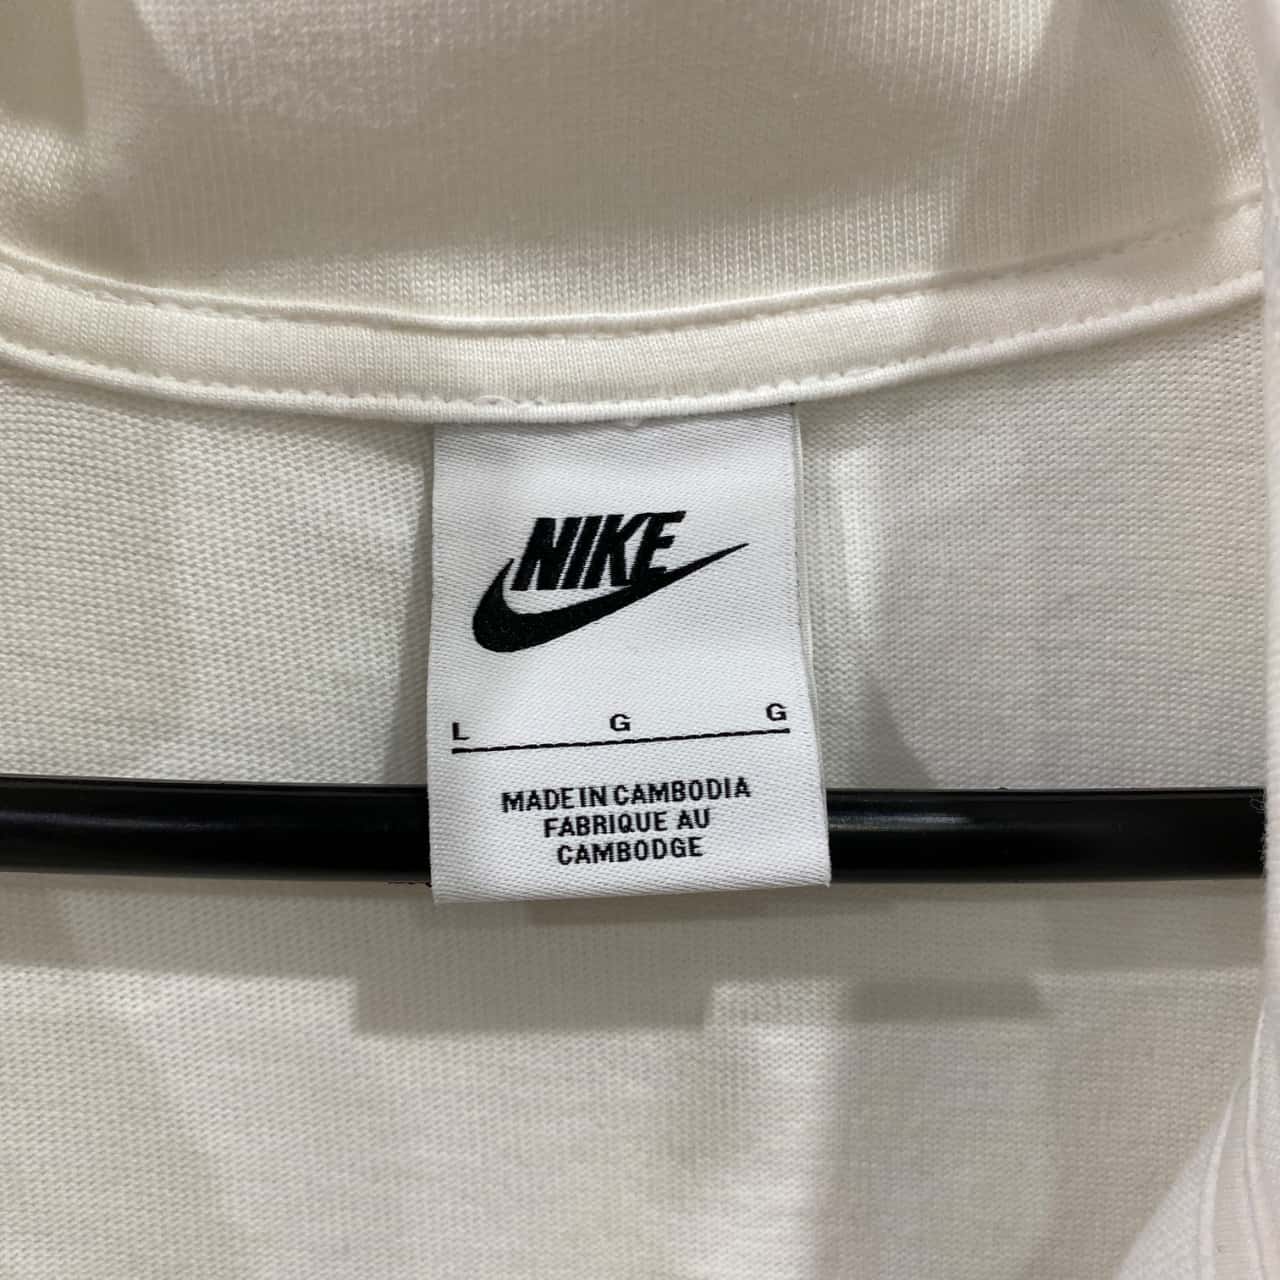 NIKE
L G G
MADE IN CAMBODIA
FABRIQUE AU
CAMBODGE